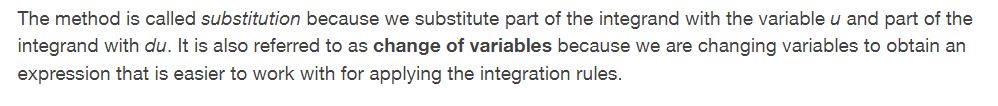 The method is called substitution because we substitute part of the integrand with the variable u and part of the
integrand with du. It is also referred to as change of variables because we are changing variables to obtain an
expression that is easier to work with for applying the integration rules.